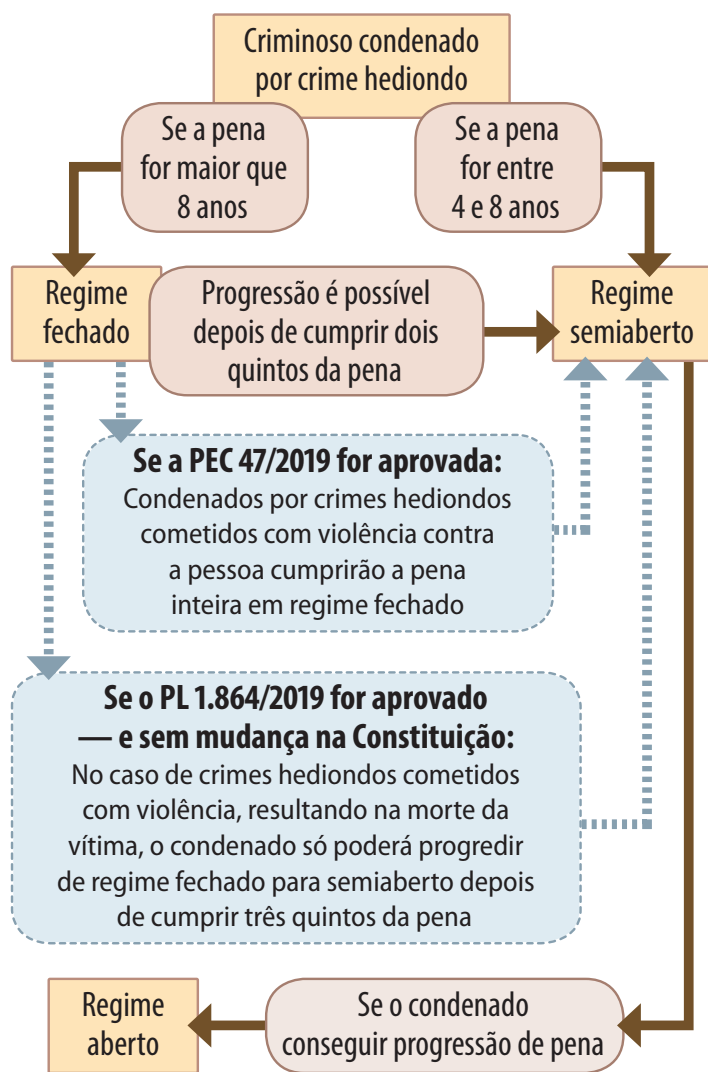 Criminoso condenado
por crime hediondo
Se a pena
for maior que
8 anos
Se a pena
for entre
4 e 8 anos
Regime
fechado
Progressão é possível
depois de cumprir dois
quintos da pena
Regime
semiaberto
Se a PEC 47/2019 for aprovada:
Condenados por crimes hediondos
cometidos com violência contra
a pessoa cumprirão a pena
inteira em regime fechado
Se o PL 1.864/2019 for aprovado
— e sem mudança na Constituição:
No caso de crimes hediondos cometidos
com violência, resultando na morte da
vítima, o condenado só poderá progredir
de regime fechado para semiaberto depois
de cumprir três quintos da pena
Regime
aberto
Se o condenado
conseguir progressão de pena